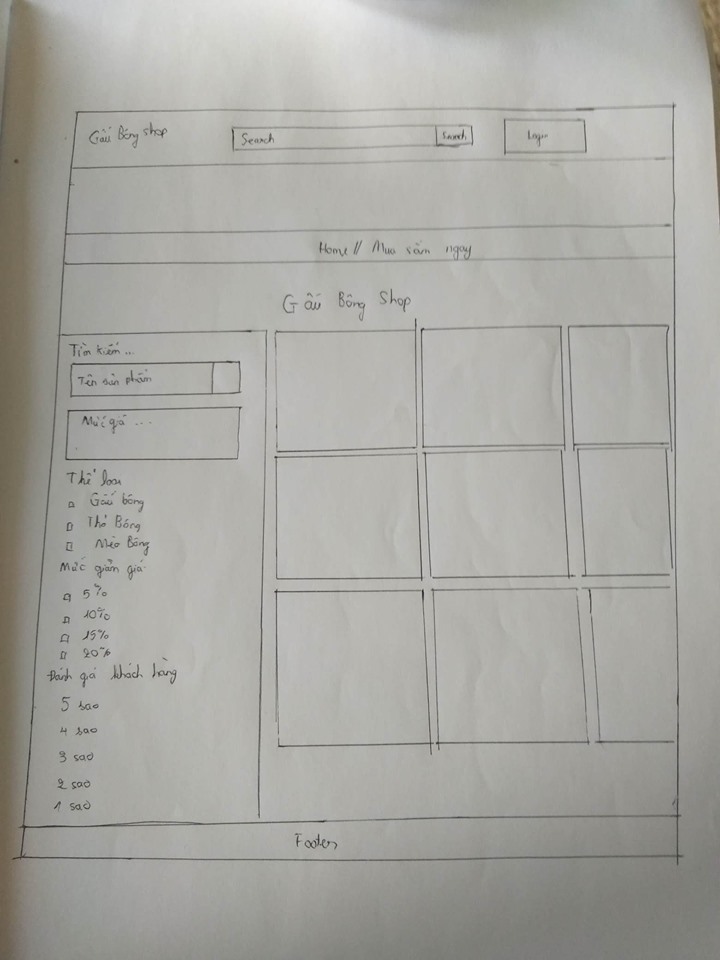 Gấu Bông shop
Search Search Login
Home // Mua sắm ngay
Gấu Bông Shop
Tìm kiếm ...
Tên sản phẩm
Mức giá ...
Thể loại
Gấu bông
Thỏ Bông
Mèo Bông
Mức giảm giá
5%
10%
15%
20%
Đánh giá khách hàng
5 sao
4 sao
3 sao
2 sao
1 sao
Footer